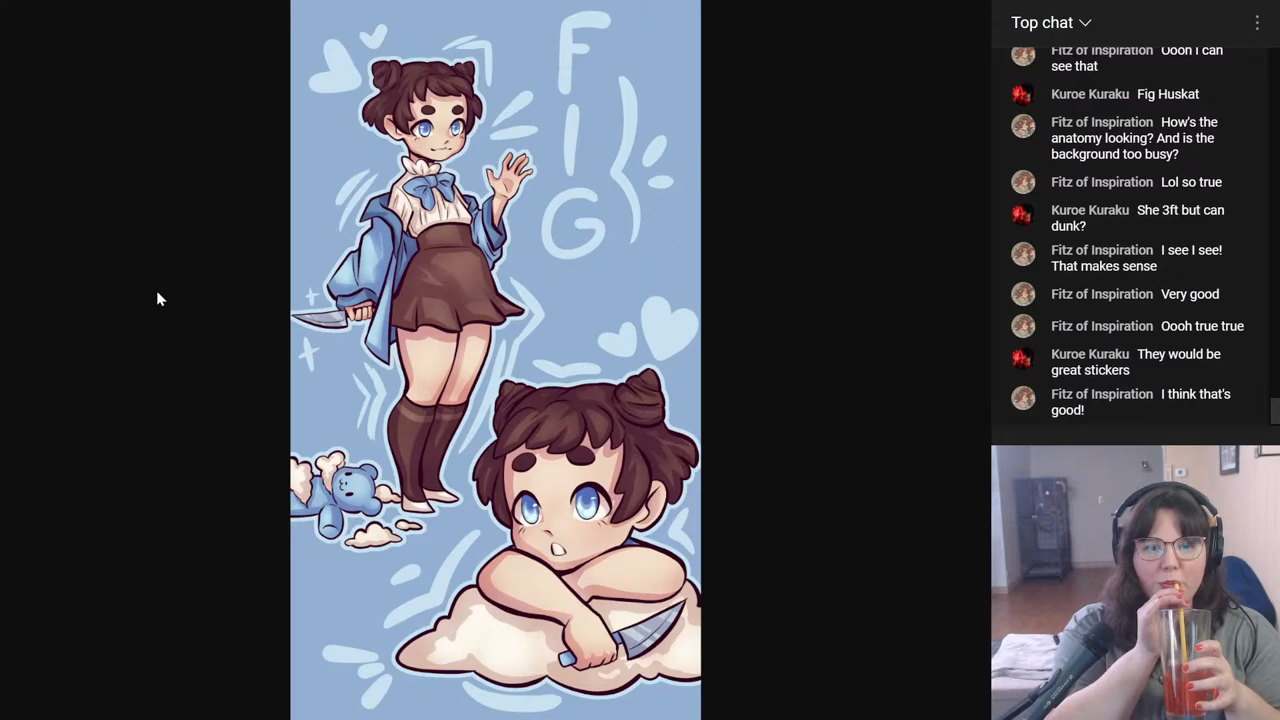 FIG
Top chat
Fitz of Inspiration Oooh I can
see that
Kuroe Kuraku Fig Huskat
Fitz of Inspiration How's the
anatomy looking? And is the
background too busy?
Fitz of Inspiration Lol so true
Kuroe Kuraku She 3ft but can
dunk?
Fitz of Inspiration I see I see!
That makes sense
Fitz of Inspiration Very good
Fitz of Inspiration Oooh true true
Kuroe Kuraku They would be
great stickers
Fitz of Inspiration I think that's
good!